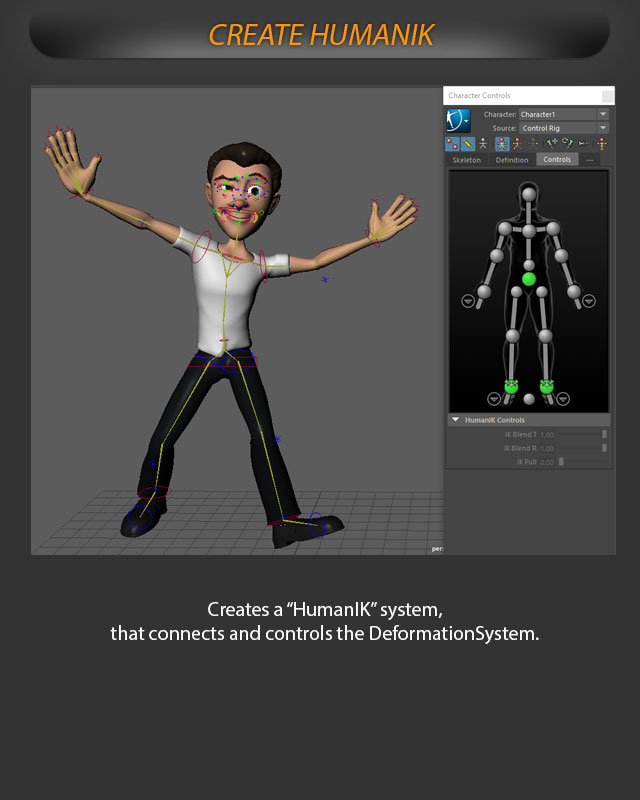 CREATE HUMANIK
Character Controls
Character: Character1
Source: Control Rig
Skeleton Definition Controls ---
HumanIK Controls
IK Blend T 1.00
IK Blend R 1.00
IK Pull 0.00
Creates a “HumanIK” system,
that connects and controls the DeformationSystem.